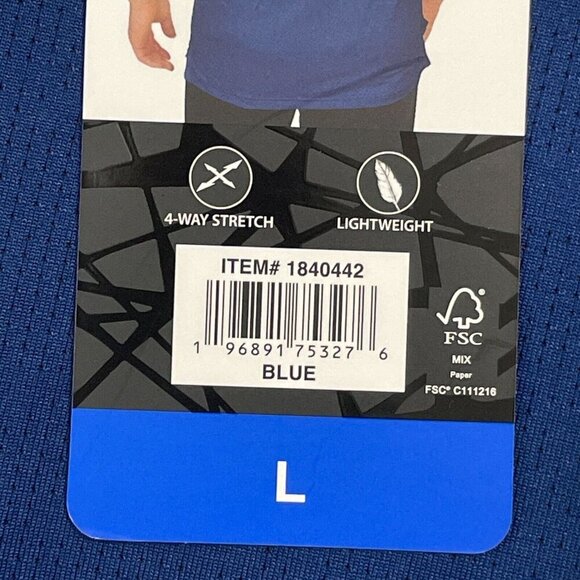 4-WAY STRETCH
LIGHTWEIGHT
ITEM# 1840442
1 96891 75327 6
BLUE
FSC
MIX
Paper
FSC® C111216
L